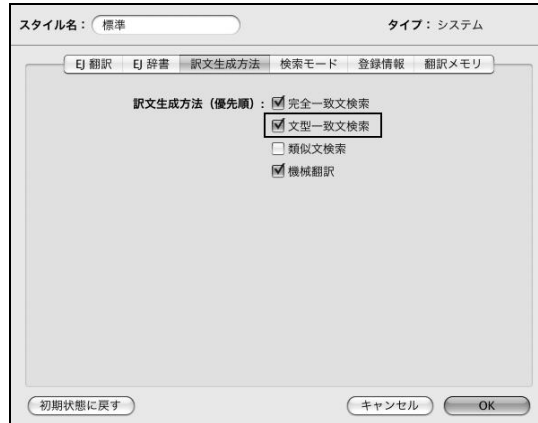 スタイル名： 標準 タイプ： システム
EJ 翻訳 EJ 辞書 訳文生成方法 検索モード 登録情報 翻訳メモリ
訳文生成方法（優先順）： 完全一致文検索
文型一致文検索
類似文検索
機械翻訳
初期状態に戻す キャンセル OK